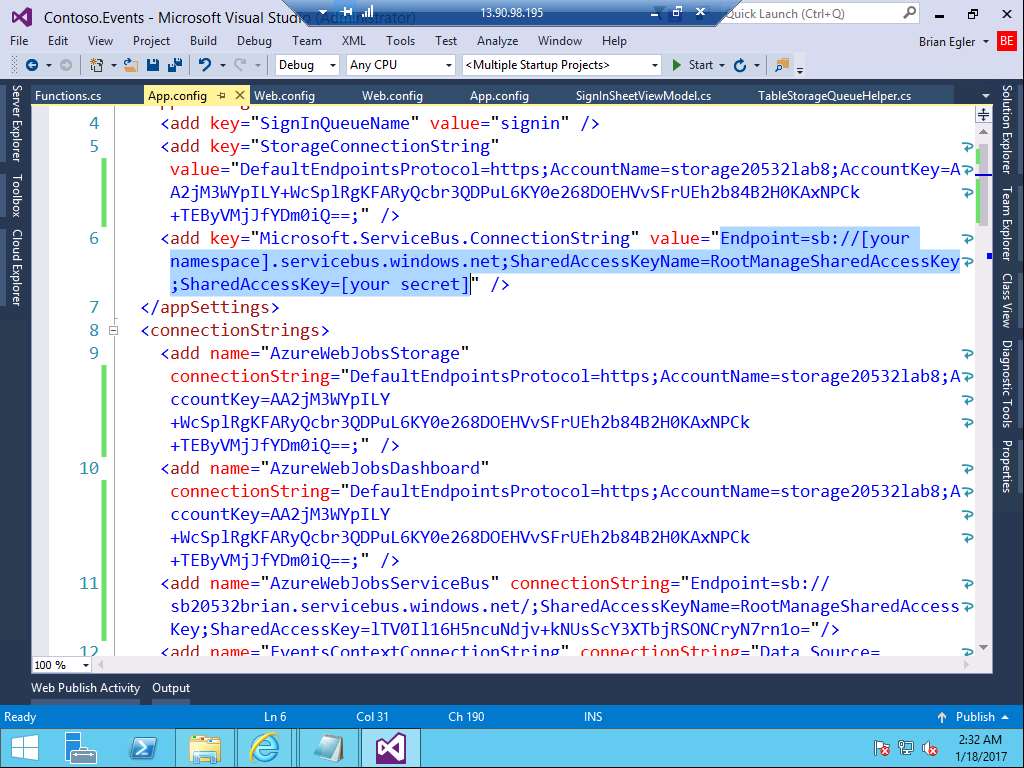 Contoso.Events - Microsoft Visual Studio (Administrator)
13.90.98.195
Quick Launch (Ctrl+Q)
File Edit View Project Build Debug Team XML Tools Test Analyze Window Help
Brian Egler BE
Debug Any CPU <Multiple Startup Projects> Start
Functions.cs App.config Web.config Web.config App.config SignInSheetViewModel.cs TableStorageQueueHelper.cs
Server Explorer
Toolbox
Cloud Explorer
4 <add key="SignInQueueName" value="signin" />
5 <add key="StorageConnectionString"
value="DefaultEndpointsProtocol=https;AccountName=storage20532lab8;AccountKey=A
A2jM3WYpILY+WcSplRgKFARyQcbr3QDPuL6KY0e268DOEHVvSFrUEh2b84B2H0KAxNPCk
+TEByVMjJfYDm0iQ==;" />
6 <add key="Microsoft.ServiceBus.ConnectionString" value="Endpoint=sb://[your
namespace].servicebus.windows.net;SharedAccessKeyName=RootManageSharedAccessKey
;SharedAccessKey=[your secret]" />
7 </appSettings>
8 <connectionStrings>
9 <add name="AzureWebJobsStorage"
connectionString="DefaultEndpointsProtocol=https;AccountName=storage20532lab8;A
ccountKey=AA2jM3WYpILY
+WcSplRgKFARyQcbr3QDPuL6KY0e268DOEHVvSFrUEh2b84B2H0KAxNPCk
+TEByVMjJfYDm0iQ==;" />
10 <add name="AzureWebJobsDashboard"
connectionString="DefaultEndpointsProtocol=https;AccountName=storage20532lab8;A
ccountKey=AA2jM3WYpILY
+WcSplRgKFARyQcbr3QDPuL6KY0e268DOEHVvSFrUEh2b84B2H0KAxNPCk
+TEByVMjJfYDm0iQ==;" />
11 <add name="AzureWebJobsServiceBus" connectionString="Endpoint=sb://
sb20532brian.servicebus.windows.net/;SharedAccessKeyName=RootManageSharedAccess
Key;SharedAccessKey=lTV0Il16H5ncuNdjv+kNUsScY3XTbjRSONCryN7rn1o="/>
12 <add name="EventsContextConnectionString" connectionString="Data Source=
Solution Explorer
Team Explorer
Class View
Diagnostic Tools
Properties
100 %
Web Publish Activity Output
Ready Ln 6 Col 31 Ch 190 INS Publish
2:32 AM
1/18/2017